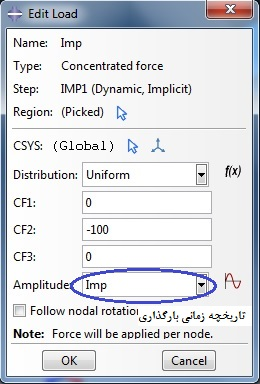 Edit Load
Name: Imp
Type: Concentrated force
Step: IMP1 (Dynamic, Implicit)
Region: (Picked)
CSYS: (Global)
Distribution: Uniform f(x)
CF1: 0
CF2: -100
CF3: 0
Amplitude: Imp
Follow nodal rotation
تاریخچه زمانی بارگذاری
Note: Force will be applied per node.
OK Cancel